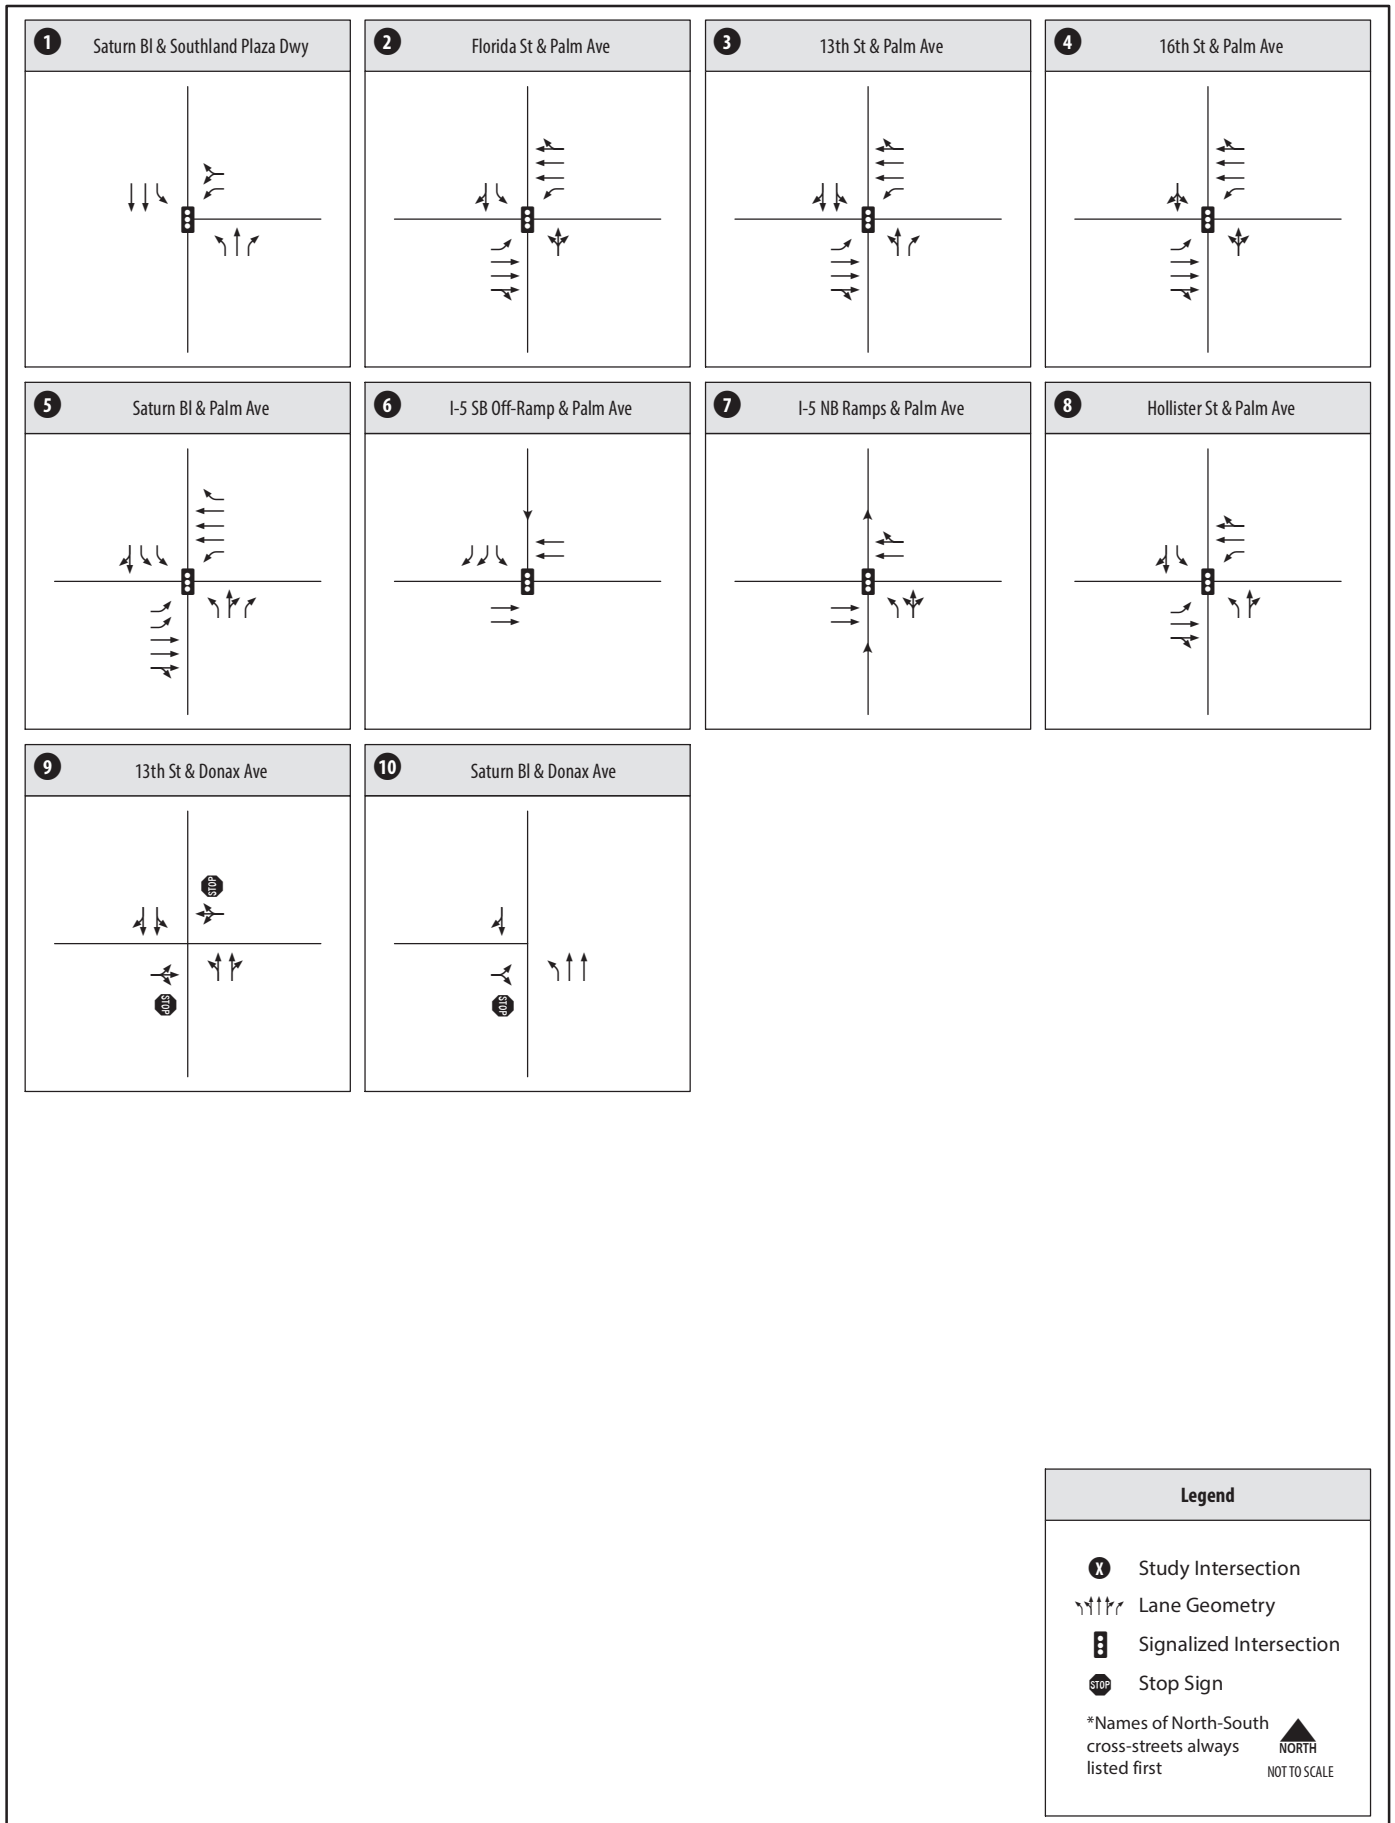 1 Saturn Bl & Southland Plaza Dwy
2 Florida St & Palm Ave
3 13th St & Palm Ave
4 16th St & Palm Ave
5 Saturn Bl & Palm Ave
6 I-5 SB Off-Ramp & Palm Ave
7 I-5 NB Ramps & Palm Ave
8 Hollister St & Palm Ave
9 13th St & Donax Ave
10 Saturn Bl & Donax Ave
STOP
STOP
STOP
Legend
X Study Intersection
Lane Geometry
Signalized Intersection
STOP Stop Sign
*Names of North-South
cross-streets always
listed first
NORTH
NOT TO SCALE